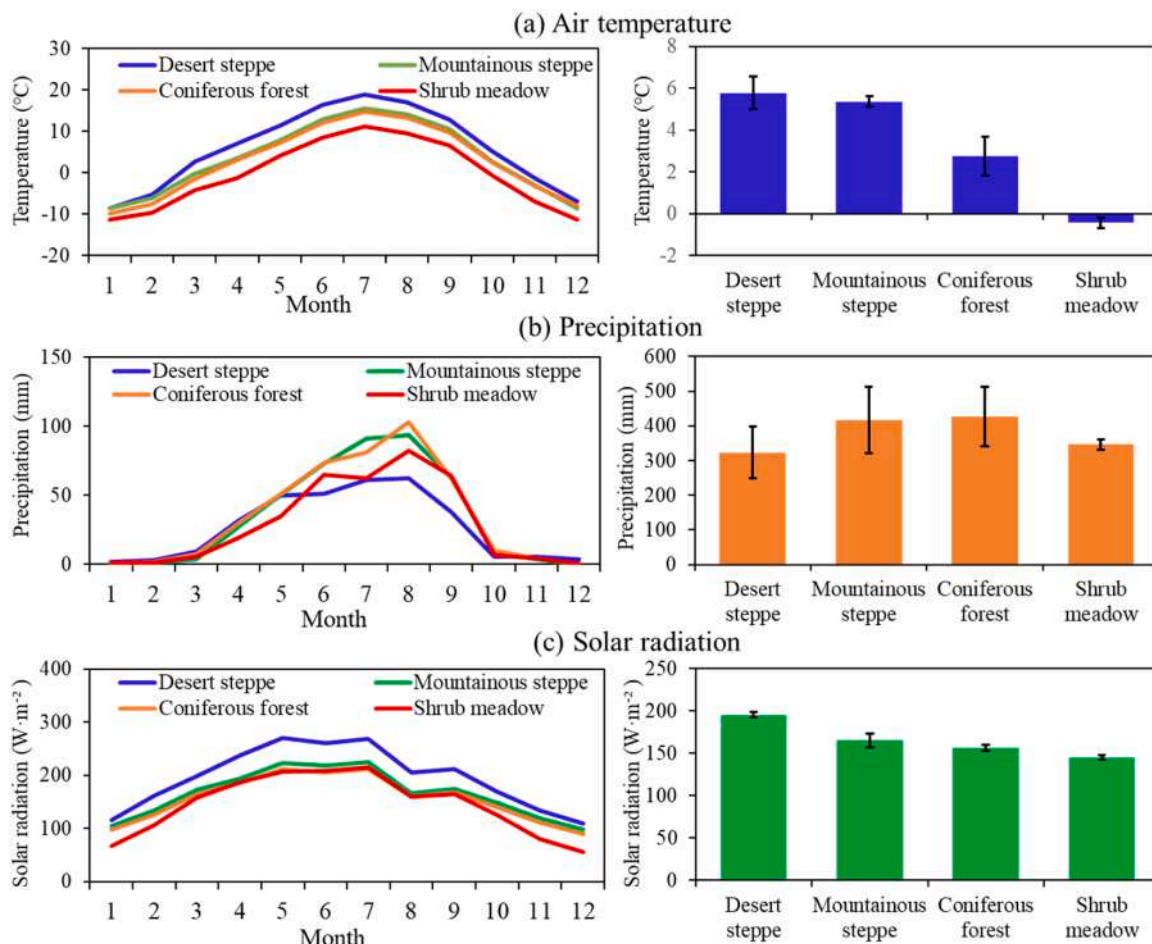 (a) Air temperature
Temperature (°C)
30
20
10
0
-10
-20
Desert steppe
Mountainous steppe
Coniferous forest
Shrub meadow
1 2 3 4 5 6 7 8 9 10 11 12
Month
Temperature (°C)
8
6
4
2
0
-2
Desert steppe
Mountainous steppe
Coniferous forest
Shrub meadow
(b) Precipitation
Precipitation (mm)
150
100
50
0
Desert steppe
Mountainous steppe
Coniferous forest
Shrub meadow
1 2 3 4 5 6 7 8 9 10 11 12
Month
Precipitation (mm)
600
500
400
300
200
100
0
Desert steppe
Mountainous steppe
Coniferous forest
Shrub meadow
(c) Solar radiation
Solar radiation (W·m⁻²)
400
300
200
100
0
Desert steppe
Mountainous steppe
Coniferous forest
Shrub meadow
1 2 3 4 5 6 7 8 9 10 11 12
Month
Solar radiation (W·m⁻²)
250
200
150
100
50
0
Desert steppe
Mountainous steppe
Coniferous forest
Shrub meadow